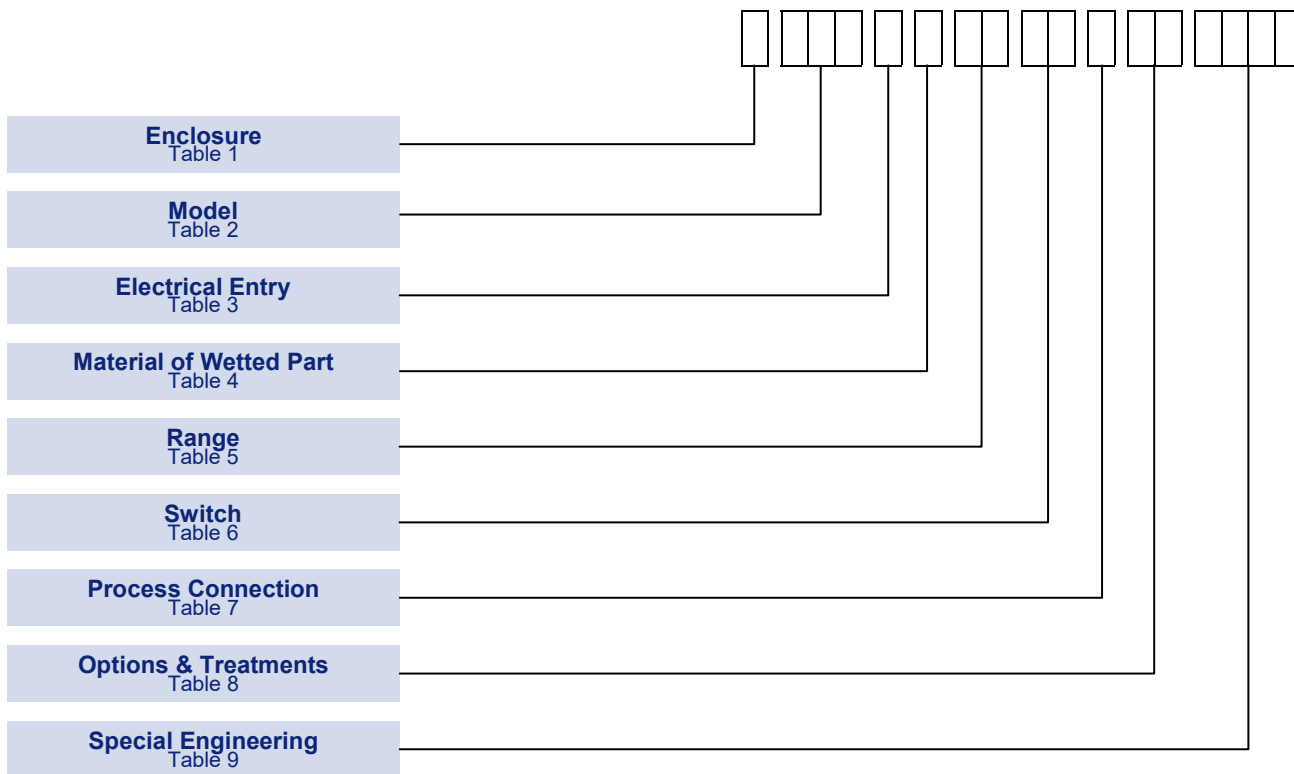 Enclosure
Table 1
Model
Table 2
Electrical Entry
Table 3
Material of Wetted Part
Table 4
Range
Table 5
Switch
Table 6
Process Connection
Table 7
Options & Treatments
Table 8
Special Engineering
Table 9